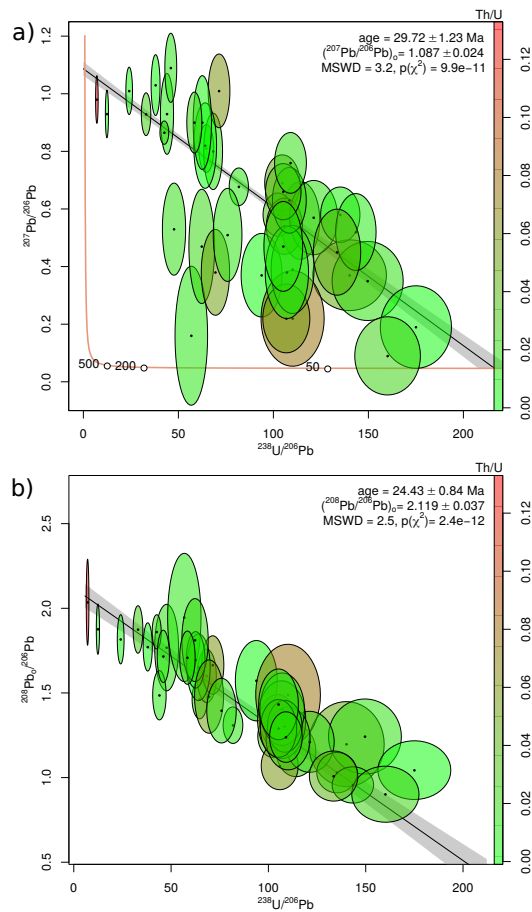 a)
Th/U
age = 29.72 ± 1.23 Ma
(²⁰⁷Pb/²⁰⁶Pb)ₒ = 1.087 ± 0.024
MSWD = 3.2, p(χ²) = 9.9e−11
1.2
1.0
0.8
0.6
0.4
0.2
0.0
²⁰⁷Pb/²⁰⁶Pb
500
200
50
0 50 100 150 200
²³⁸U/²⁰⁶Pb
0.12
0.10
0.08
0.06
0.04
0.02
0.00
b)
Th/U
age = 24.43 ± 0.84 Ma
(²⁰⁸Pb/²⁰⁶Pb)ₒ = 2.119 ± 0.037
MSWD = 2.5, p(χ²) = 2.4e−12
2.5
2.0
1.5
1.0
0.5
²⁰⁸Pbₒ/²⁰⁶Pb
0 50 100 150 200
²³⁸U/²⁰⁶Pb
0.12
0.10
0.08
0.06
0.04
0.02
0.00